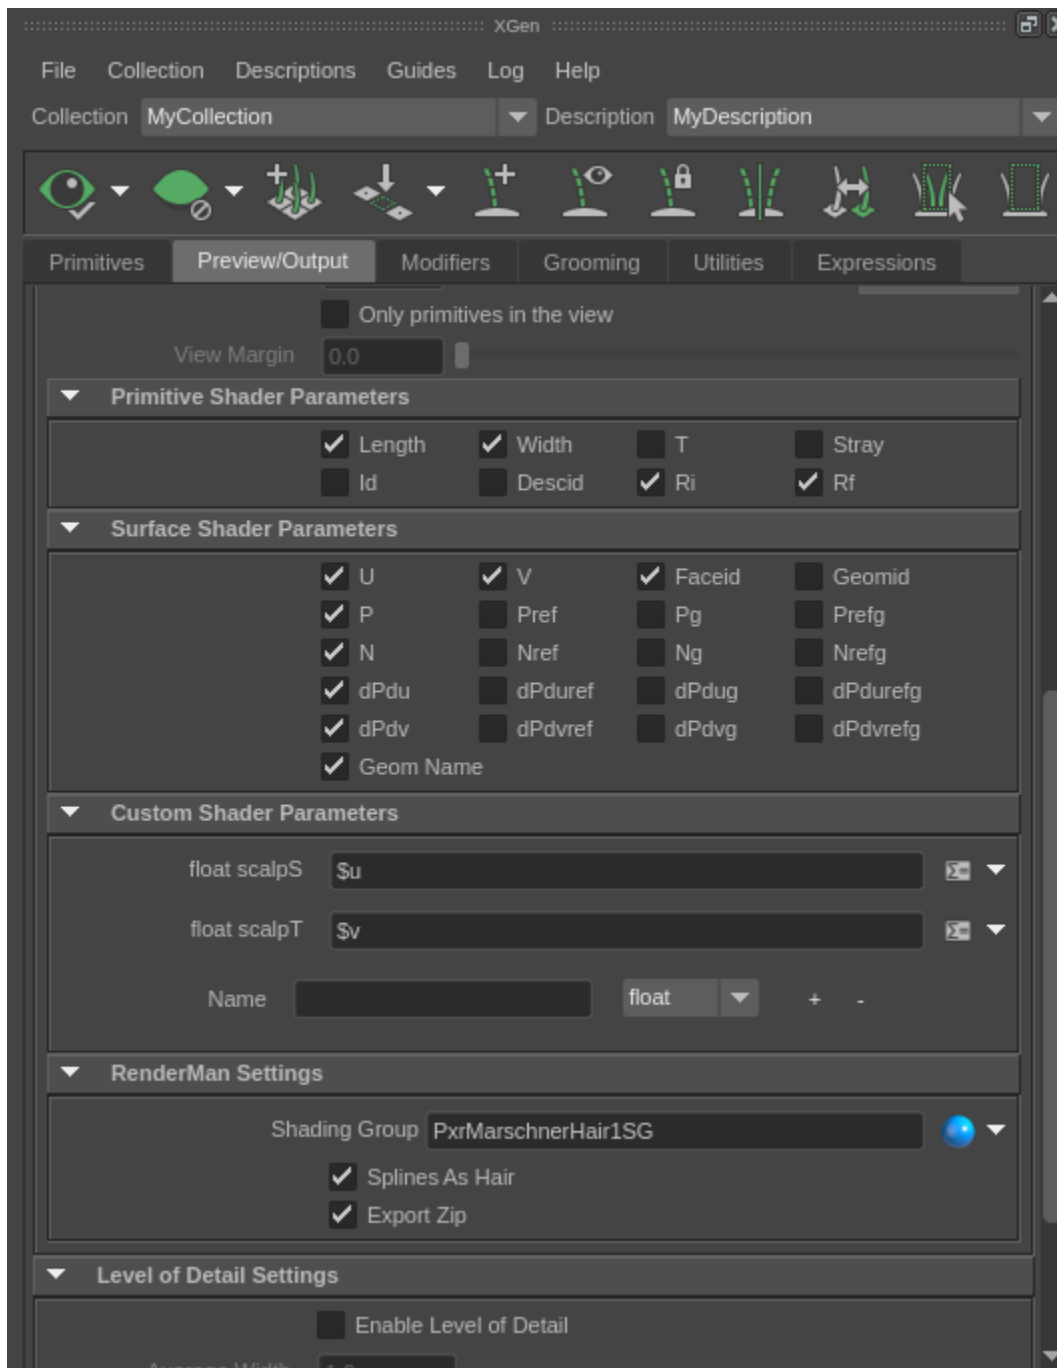 XGen
File Collection Descriptions Guides Log Help
Collection MyCollection Description MyDescription
Primitives Preview/Output Modifiers Grooming Utilities Expressions
Only primitives in the view
View Margin 0.0
Primitive Shader Parameters
Length Width T Stray
Id Descid Ri Rf
Surface Shader Parameters
U V Faceid Geomid
P Pref Pg Prefg
N Nref Ng Nrefg
dPdu dPduref dPdug dPdurefg
dPdv dPdvref dPdvg dPdvrefg
Geom Name
Custom Shader Parameters
float scalpS $u
float scalpT $v
Name float + -
RenderMan Settings
Shading Group PxrMarschnerHair1SG
Splines As Hair
Export Zip
Level of Detail Settings
Enable Level of Detail
Average Width